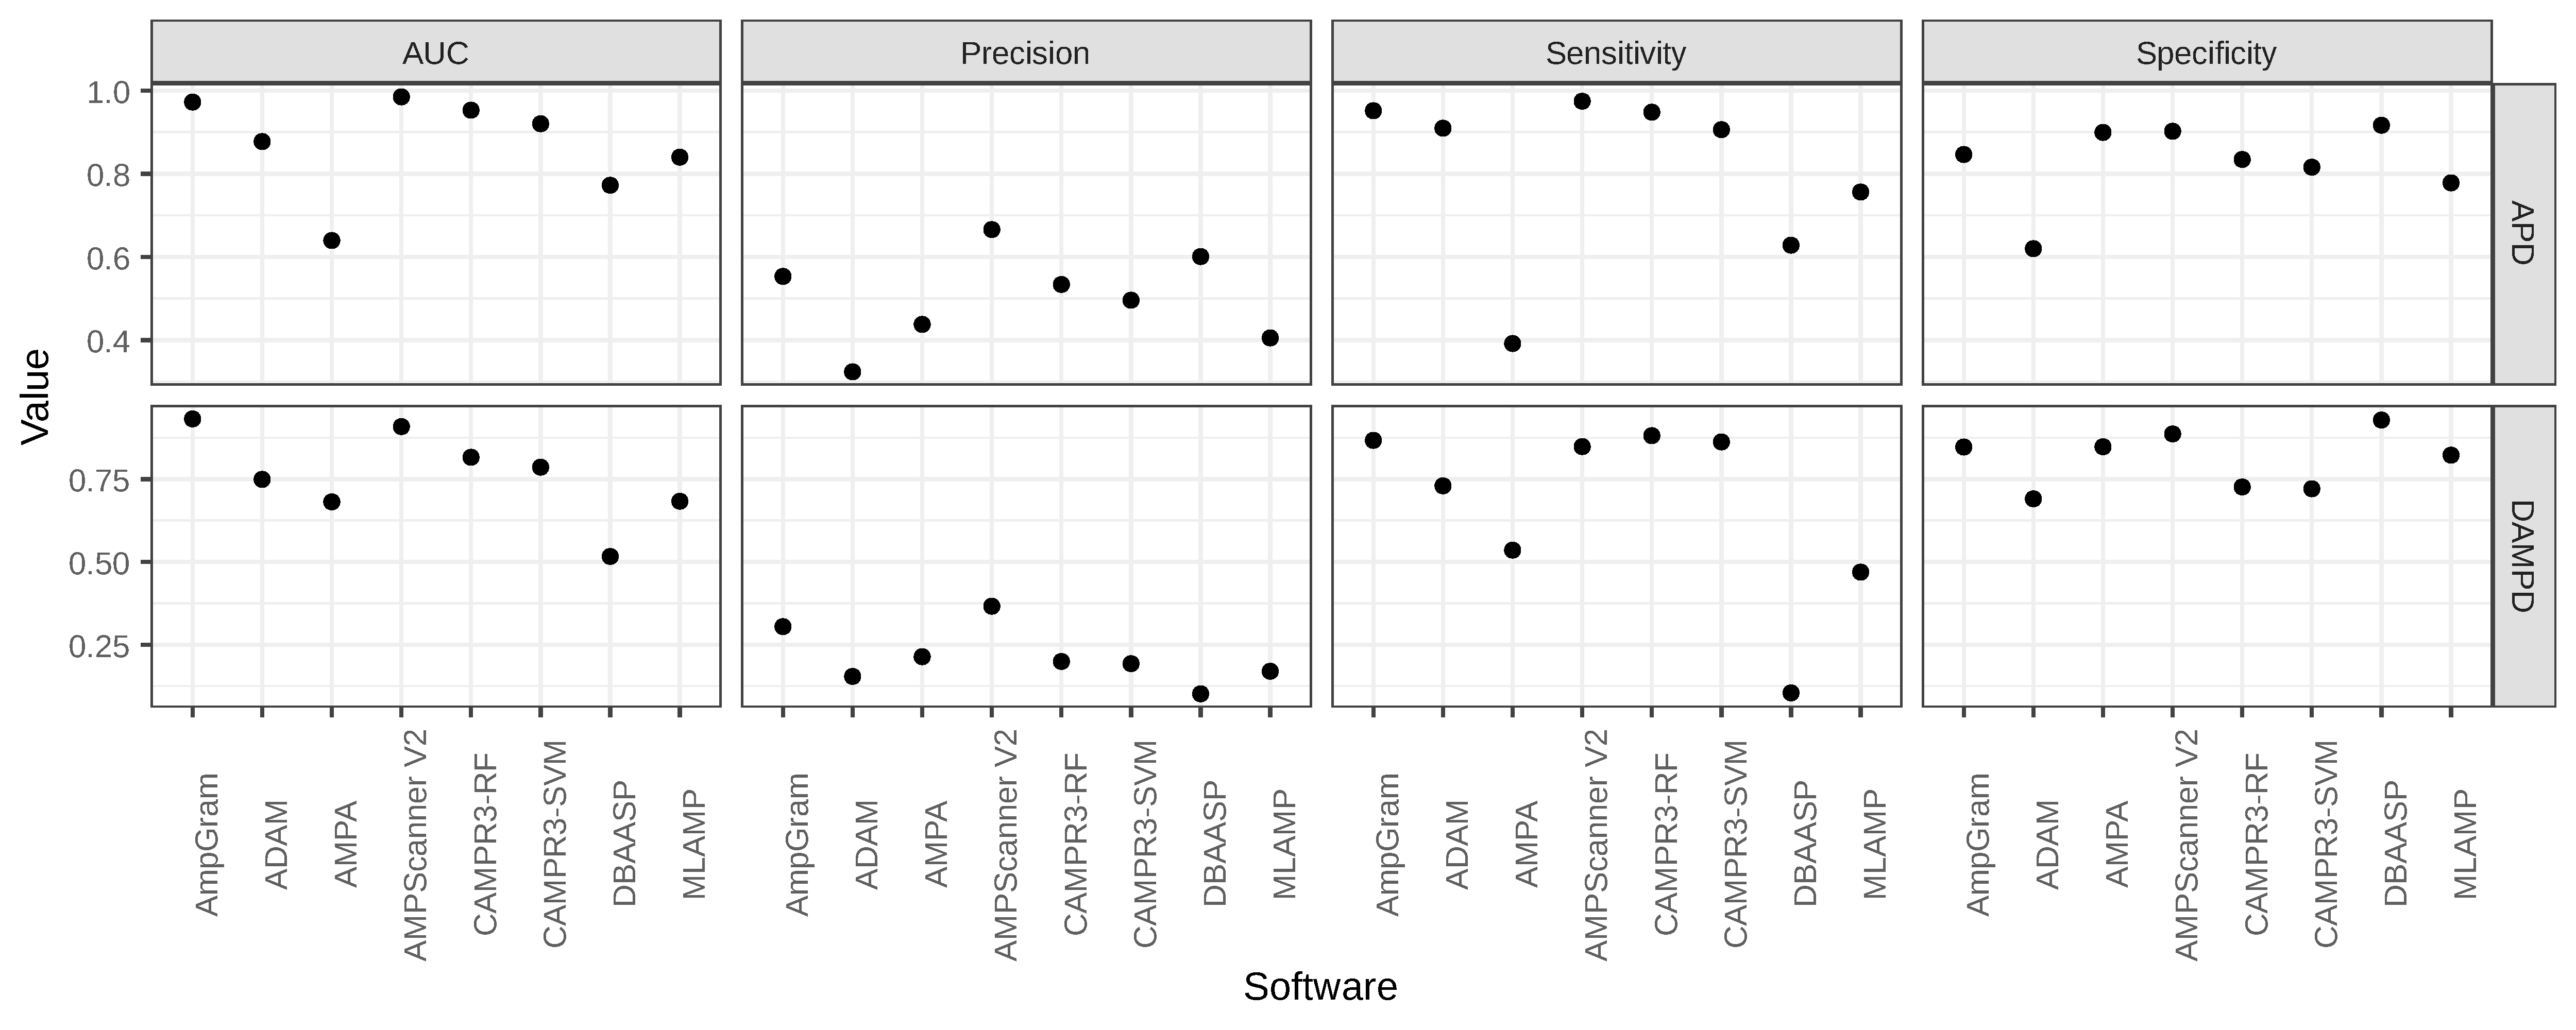 AUC
Precision
Sensitivity
Specificity
1.0
0.8
0.6
0.4
APD
Value
0.75
0.50
0.25
DAMPD
AmpGram
ADAM
AMPA
AMPScanner V2
CAMPR3-RF
CAMPR3-SVM
DBAASP
MLAMP
AmpGram
ADAM
AMPA
AMPScanner V2
CAMPR3-RF
CAMPR3-SVM
DBAASP
MLAMP
AmpGram
ADAM
AMPA
AMPScanner V2
CAMPR3-RF
CAMPR3-SVM
DBAASP
MLAMP
AmpGram
ADAM
AMPA
AMPScanner V2
CAMPR3-RF
CAMPR3-SVM
DBAASP
MLAMP
Software